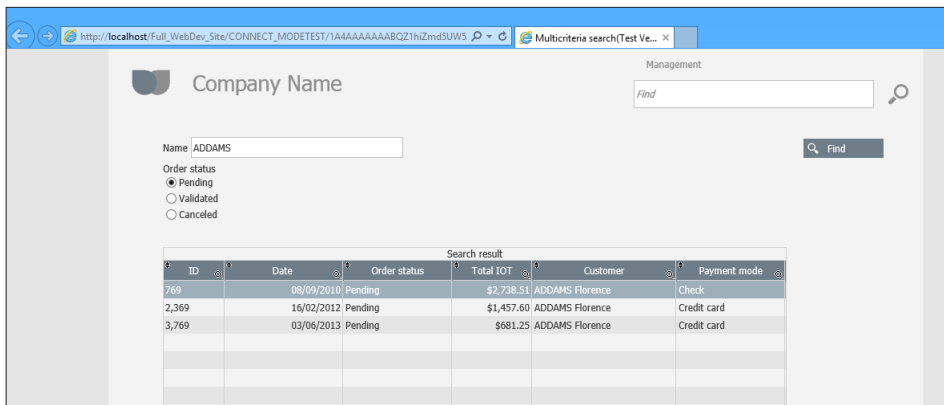 http://localhost/Full_WebDev_Site/CONNECT_MODETEST/1A4AAAAAAABQZ1hiZmd5UW5.
Multicriteria search(Test Ve...
Management
Company Name
Find
Name ADDAMS
Find
Order status
Pending
Validated
Canceled
Search result
ID Date Order status Total IOT Customer Payment mode
769 08/09/2010 Pending $2,738.51 ADDAMS Florence Check
2,369 16/02/2012 Pending $1,457.60 ADDAMS Florence Credit card
3,769 03/06/2013 Pending $681.25 ADDAMS Florence Credit card